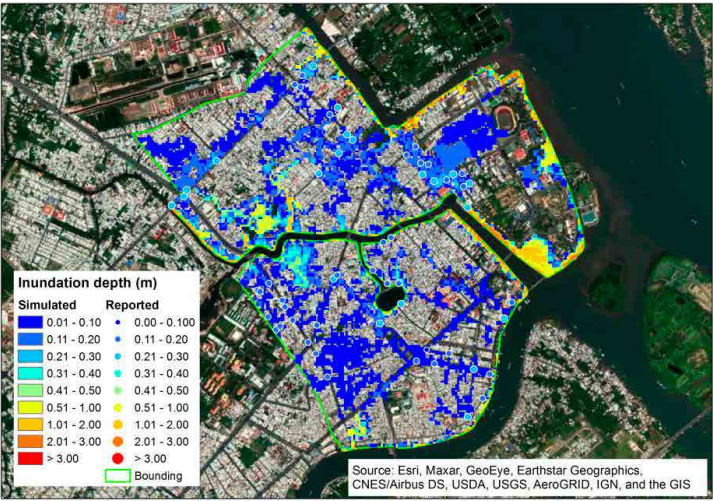 Inundation depth (m)
Simulated Reported
0.01 - 0.10 0.00 - 0.100
0.11 - 0.20 0.11 - 0.20
0.21 - 0.30 0.21 - 0.30
0.31 - 0.40 0.31 - 0.40
0.41 - 0.50 0.41 - 0.50
0.51 - 1.00 0.51 - 1.00
1.01 - 2.00 1.01 - 2.00
2.01 - 3.00 2.01 - 3.00
> 3.00 > 3.00
Bounding
Source: Esri, Maxar, GeoEye, Earthstar Geographics,
CNES/Airbus DS, USDA, USGS, AeroGRID, IGN, and the GIS